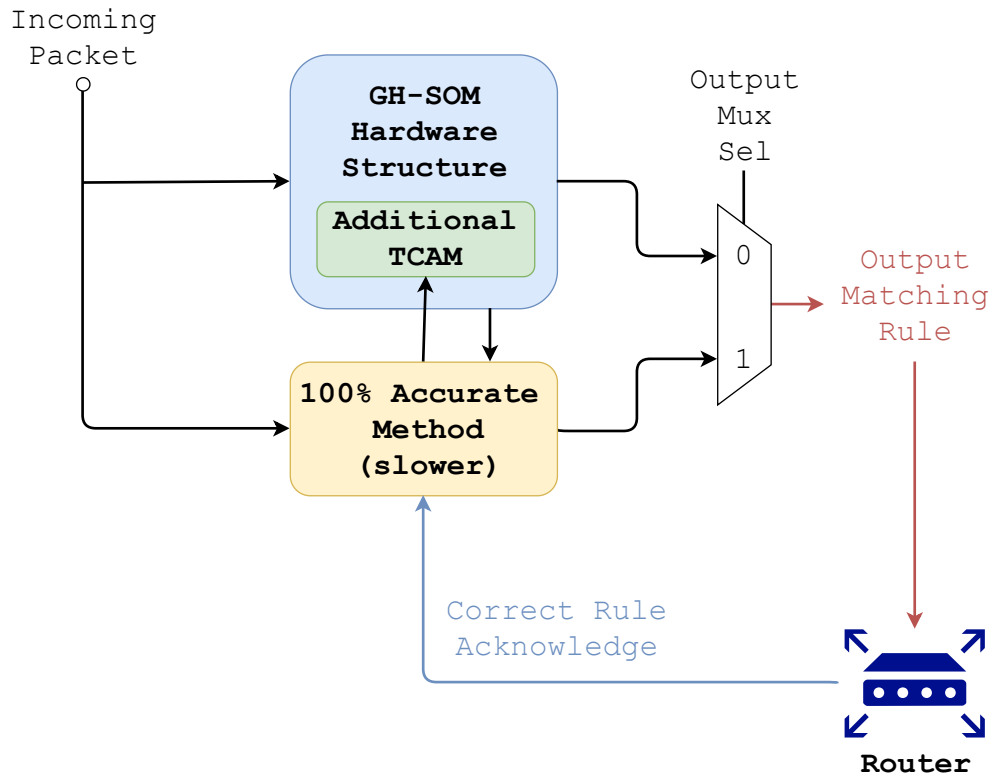 Incoming
Packet
GH-SOM
Hardware
Structure
Additional
TCAM
Output
Mux
Sel
0
1
Output
Matching
Rule
100% Accurate
Method
(slower)
Correct Rule
Acknowledge
Router